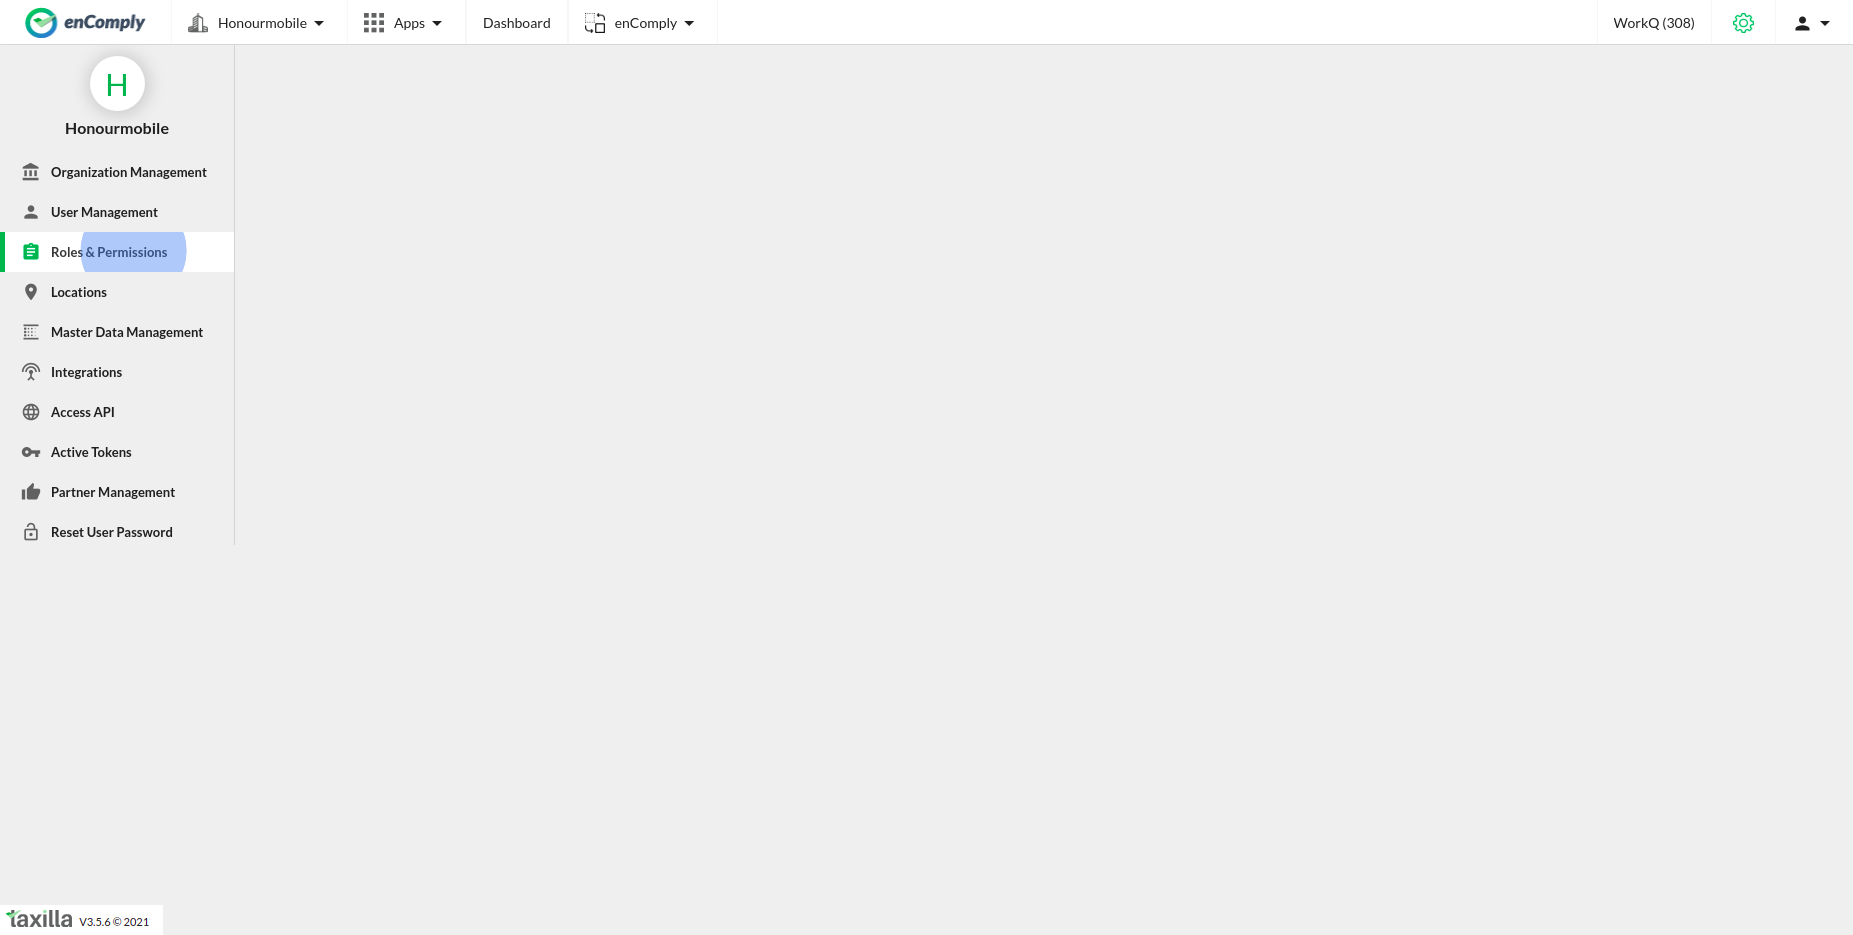 enComply
Honourmobile
Apps
Dashboard
enComply
WorkQ (308)
H
Honourmobile
Organization Management
User Management
Roles & Permissions
Locations
Master Data Management
Integrations
Access API
Active Tokens
Partner Management
Reset User Password
taxilla V3.5.6 © 2021